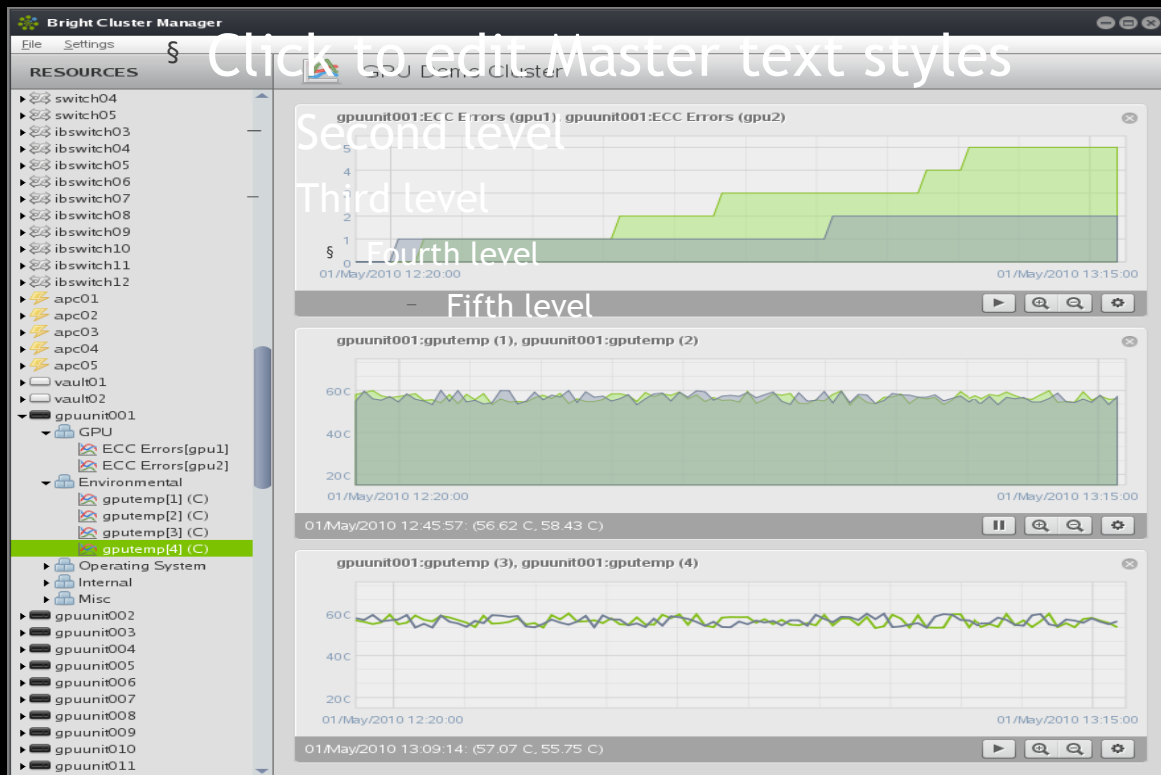 Bright Cluster Manager
File Settings
§ Click to edit Master text styles
RESOURCES
GPU Demo Cluster
switch04
switch05
ibswitch03
ibswitch04
ibswitch05
ibswitch06
ibswitch07
ibswitch08
ibswitch09
ibswitch10
ibswitch11
ibswitch12
apc01
apc02
apc03
apc04
apc05
vault01
vault02
gpuunit001
GPU
ECC Errors[gpu1]
ECC Errors[gpu2]
Environmental
gputemp[1] (C)
gputemp[2] (C)
gputemp[3] (C)
gputemp[4] (C)
Operating System
Internal
Misc
gpuunit002
gpuunit003
gpuunit004
gpuunit005
gpuunit006
gpuunit007
gpuunit008
gpuunit009
gpuunit010
gpuunit011
gpuunit001:ECC Errors (gpu1), gpuunit001:ECC Errors (gpu2)
– Second level
5
4
– Third level
2
1
§ Fourth level
0
01/May/2010 12:20:00 01/May/2010 13:15:00
– Fifth level
gpuunit001:gputemp (1), gpuunit001:gputemp (2)
60C
40C
20C
01/May/2010 12:20:00 01/May/2010 13:15:00
01/May/2010 12:45:57: (56.62 C, 58.43 C)
gpuunit001:gputemp (3), gpuunit001:gputemp (4)
60C
40C
20C
01/May/2010 12:20:00 01/May/2010 13:15:00
01/May/2010 13:09:14: (57.07 C, 55.75 C)